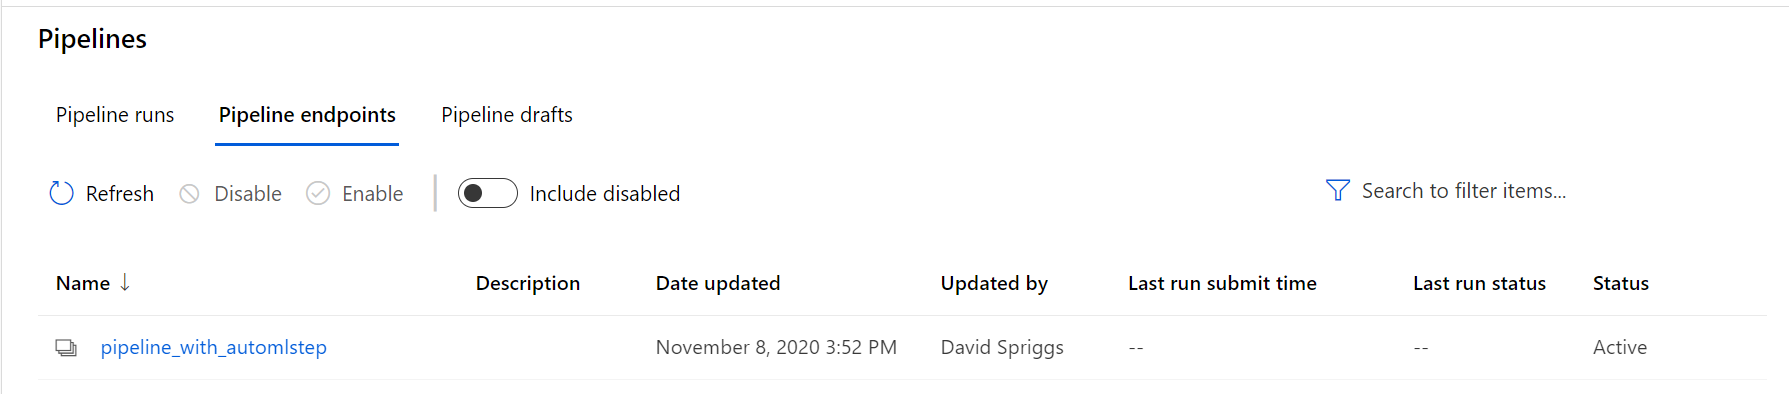 Pipelines
Pipeline runs Pipeline endpoints Pipeline drafts
Refresh Disable Enable Include disabled Search to filter items...
Name ↓ Description Date updated Updated by Last run submit time Last run status Status
pipeline_with_automlstep November 8, 2020 3:52 PM David Spriggs -- -- Active